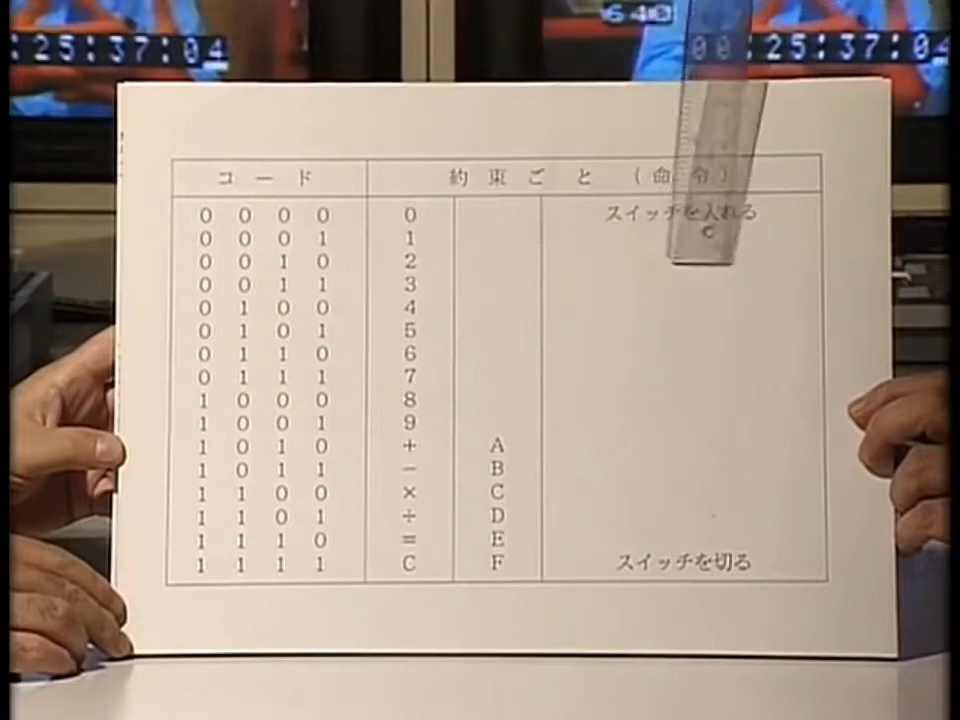 :25:37:04
640
00:25:37:04
コード 約束ごと（命令）
0 0 0 0 0 スイッチを入れる
0 0 0 1 1
0 0 1 0 2
0 0 1 1 3
0 1 0 0 4
0 1 0 1 5
0 1 1 0 6
0 1 1 1 7
1 0 0 0 8
1 0 0 1 9
1 0 1 0 + A
1 0 1 1 − B
1 1 0 0 × C
1 1 0 1 ÷ D
1 1 1 0 = E
1 1 1 1 C F スイッチを切る